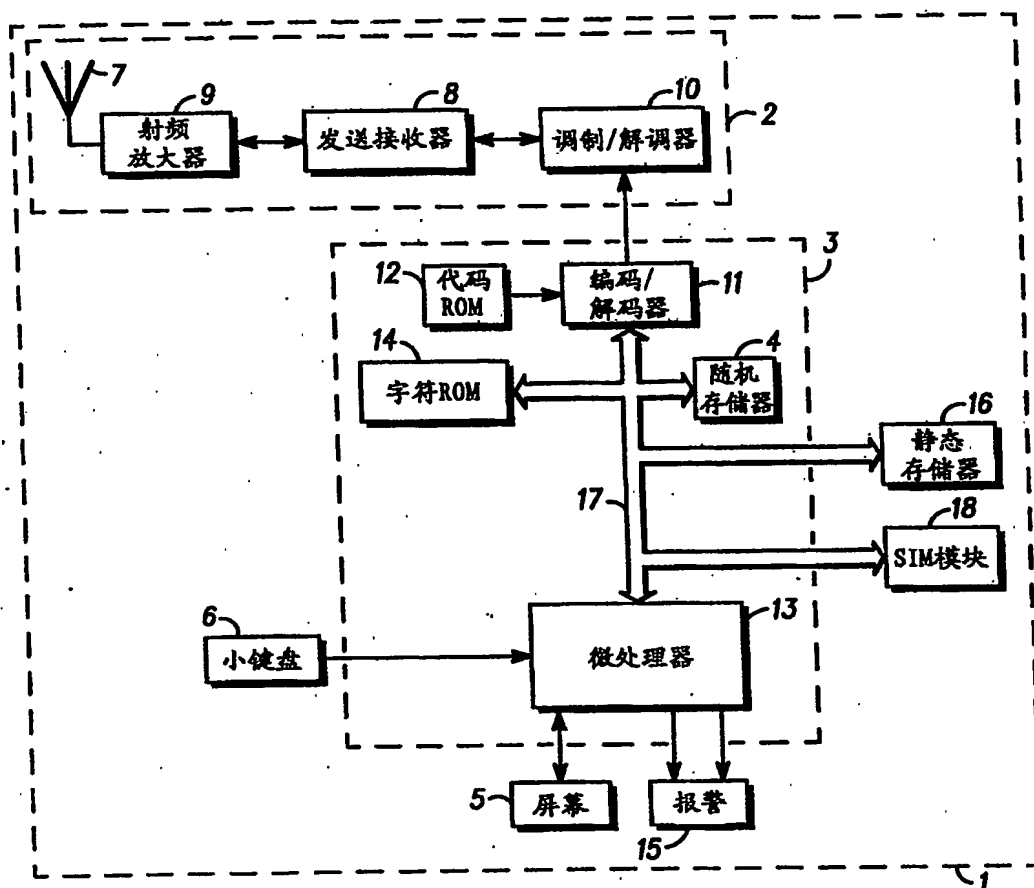 7
9
射频
放大器
8
发送接收器
10
调制/解调器
2
3
12
代码
ROM
编码/
解码器
11
14
字符ROM
4
随机
存储器
16
静态
存储器
17
18
SIM模块
6
小键盘
13
微处理器
5
屏幕
报警
15
1